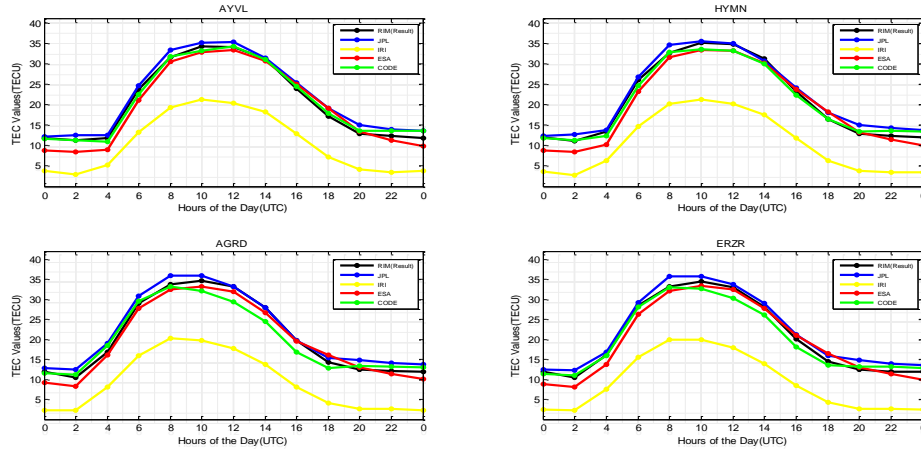 AYVL
TEC Values(TECU)
40
35
30
25
20
15
10
5
0 2 4 6 8 10 12 14 16 18 20 22 0
Hours of the Day(UTC)
RIM(Result)
JPL
IRI
ESA
CODE
HYMN
TEC Values(TECU)
40
35
30
25
20
15
10
5
0 2 4 6 8 10 12 14 16 18 20 22 0
Hours of the Day(UTC)
RIM(Result)
JPL
IRI
ESA
CODE
AGRD
TEC Values(TECU)
40
35
30
25
20
15
10
5
0 2 4 6 8 10 12 14 16 18 20 22 0
Hours of the Day(UTC)
RIM(Result)
JPL
IRI
ESA
CODE
ERZR
TEC Values(TECU)
40
35
30
25
20
15
10
5
0 2 4 6 8 10 12 14 16 18 20 22 0
Hours of the Day(UTC)
RIM(Result)
JPL
IRI
ESA
CODE